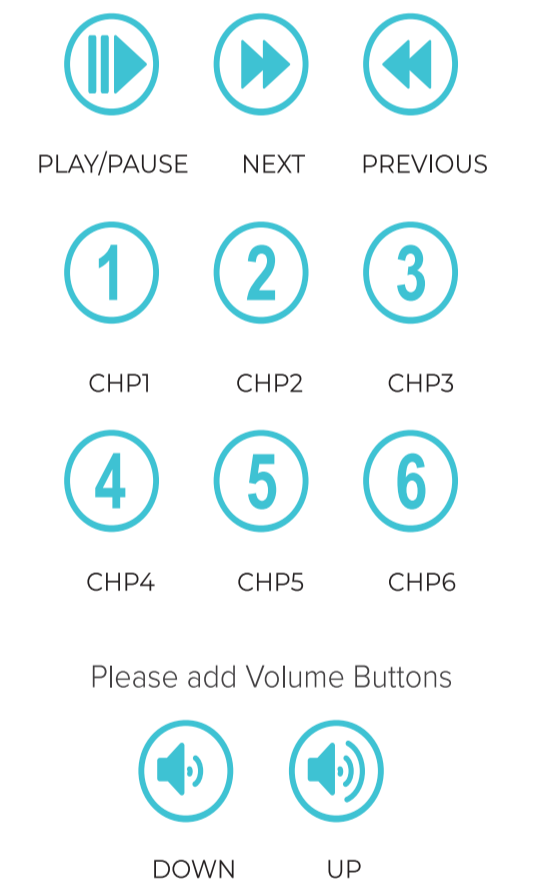 PLAY/PAUSE NEXT PREVIOUS
1 2 3
CHP1 CHP2 CHP3
4 5 6
CHP4 CHP5 CHP6
Please add Volume Buttons
DOWN UP